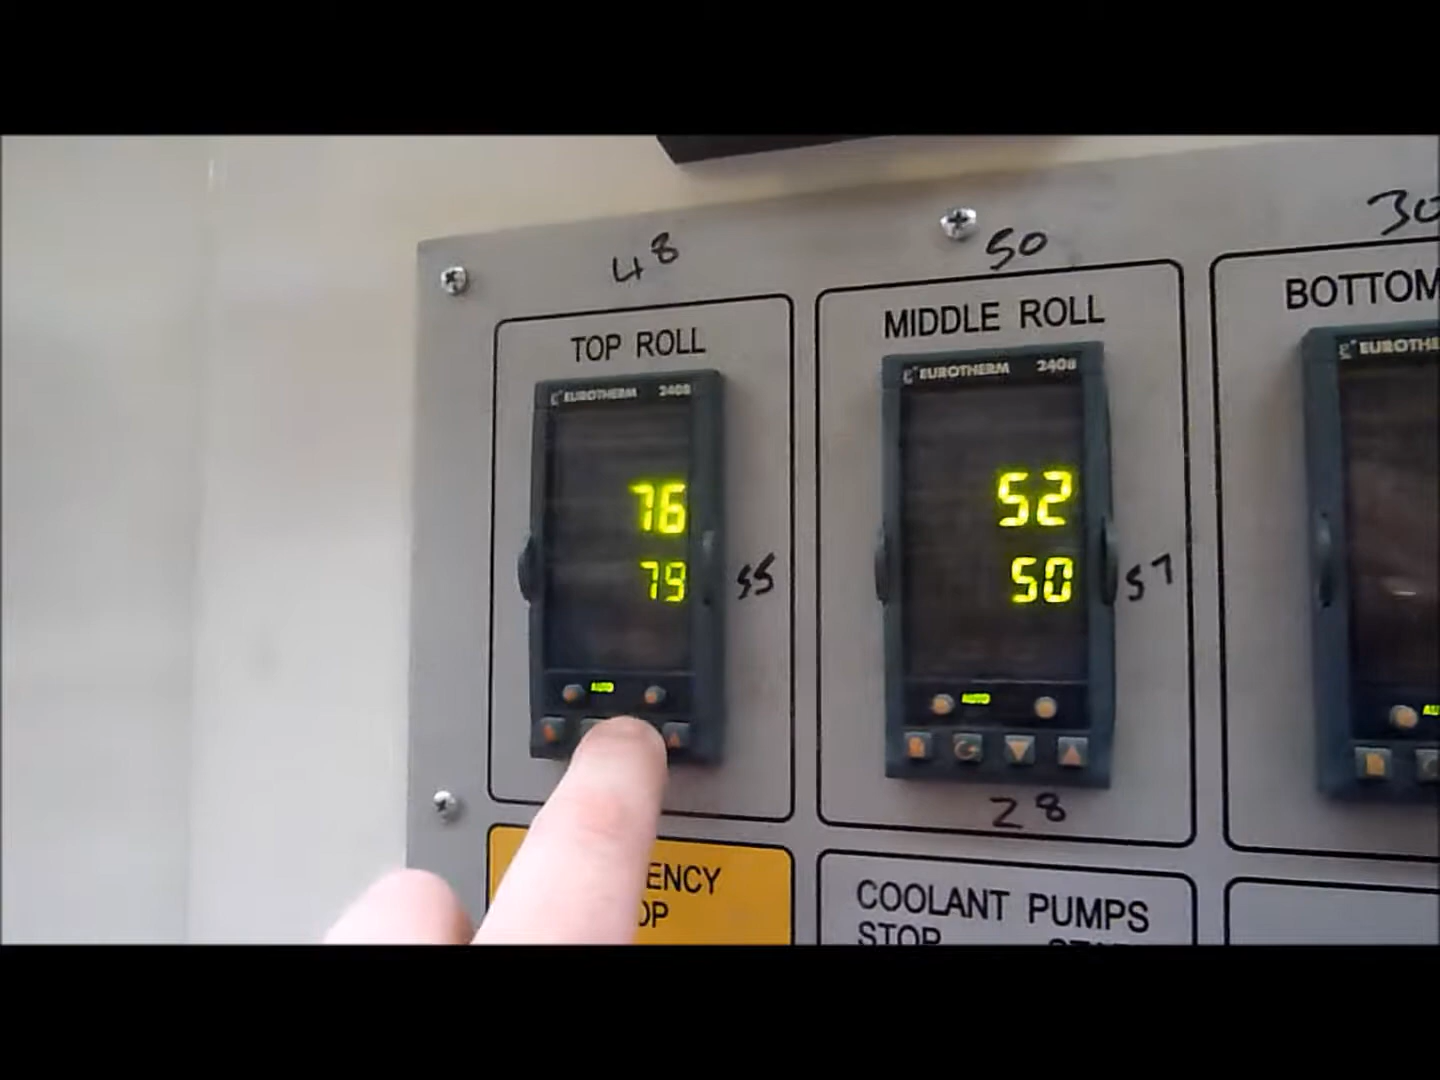 48
50
30
TOP ROLL
MIDDLE ROLL
BOTTOM
EUROTHERM 2408
EUROTHERM 2408
EUROTHE
76
79
55
52
50
57
AUTO
28
ENCY
OP
COOLANT PUMPS
STOP